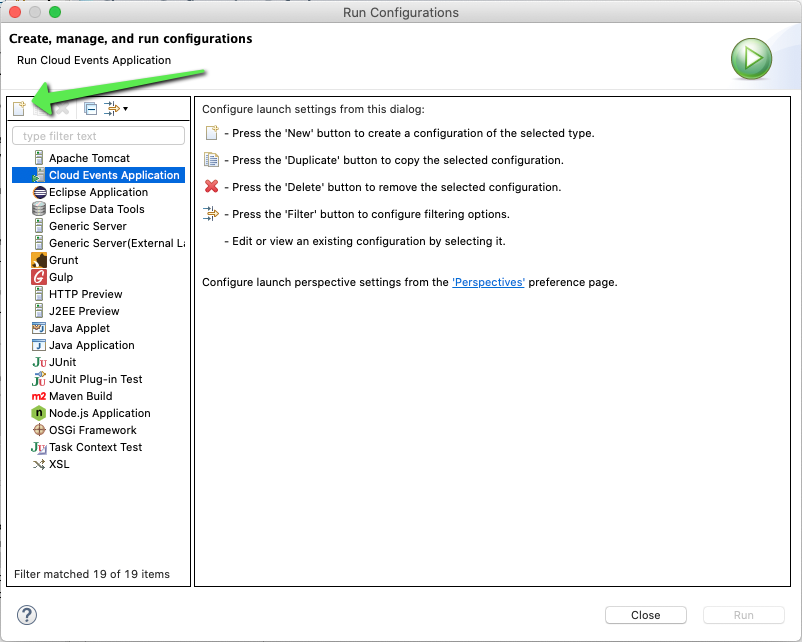 Run Configurations
Create, manage, and run configurations
Run Cloud Events Application
type filter text
Apache Tomcat
Cloud Events Application
Eclipse Application
Eclipse Data Tools
Generic Server
Generic Server(External La
Grunt
Gulp
HTTP Preview
J2EE Preview
Java Applet
Java Application
JUnit
JUnit Plug-in Test
Maven Build
Node.js Application
OSGi Framework
Task Context Test
XSL
Filter matched 19 of 19 items
Configure launch settings from this dialog:
- Press the 'New' button to create a configuration of the selected type.
- Press the 'Duplicate' button to copy the selected configuration.
- Press the 'Delete' button to remove the selected configuration.
- Press the 'Filter' button to configure filtering options.
- Edit or view an existing configuration by selecting it.
Configure launch perspective settings from the 'Perspectives' preference page.
?
Close
Run